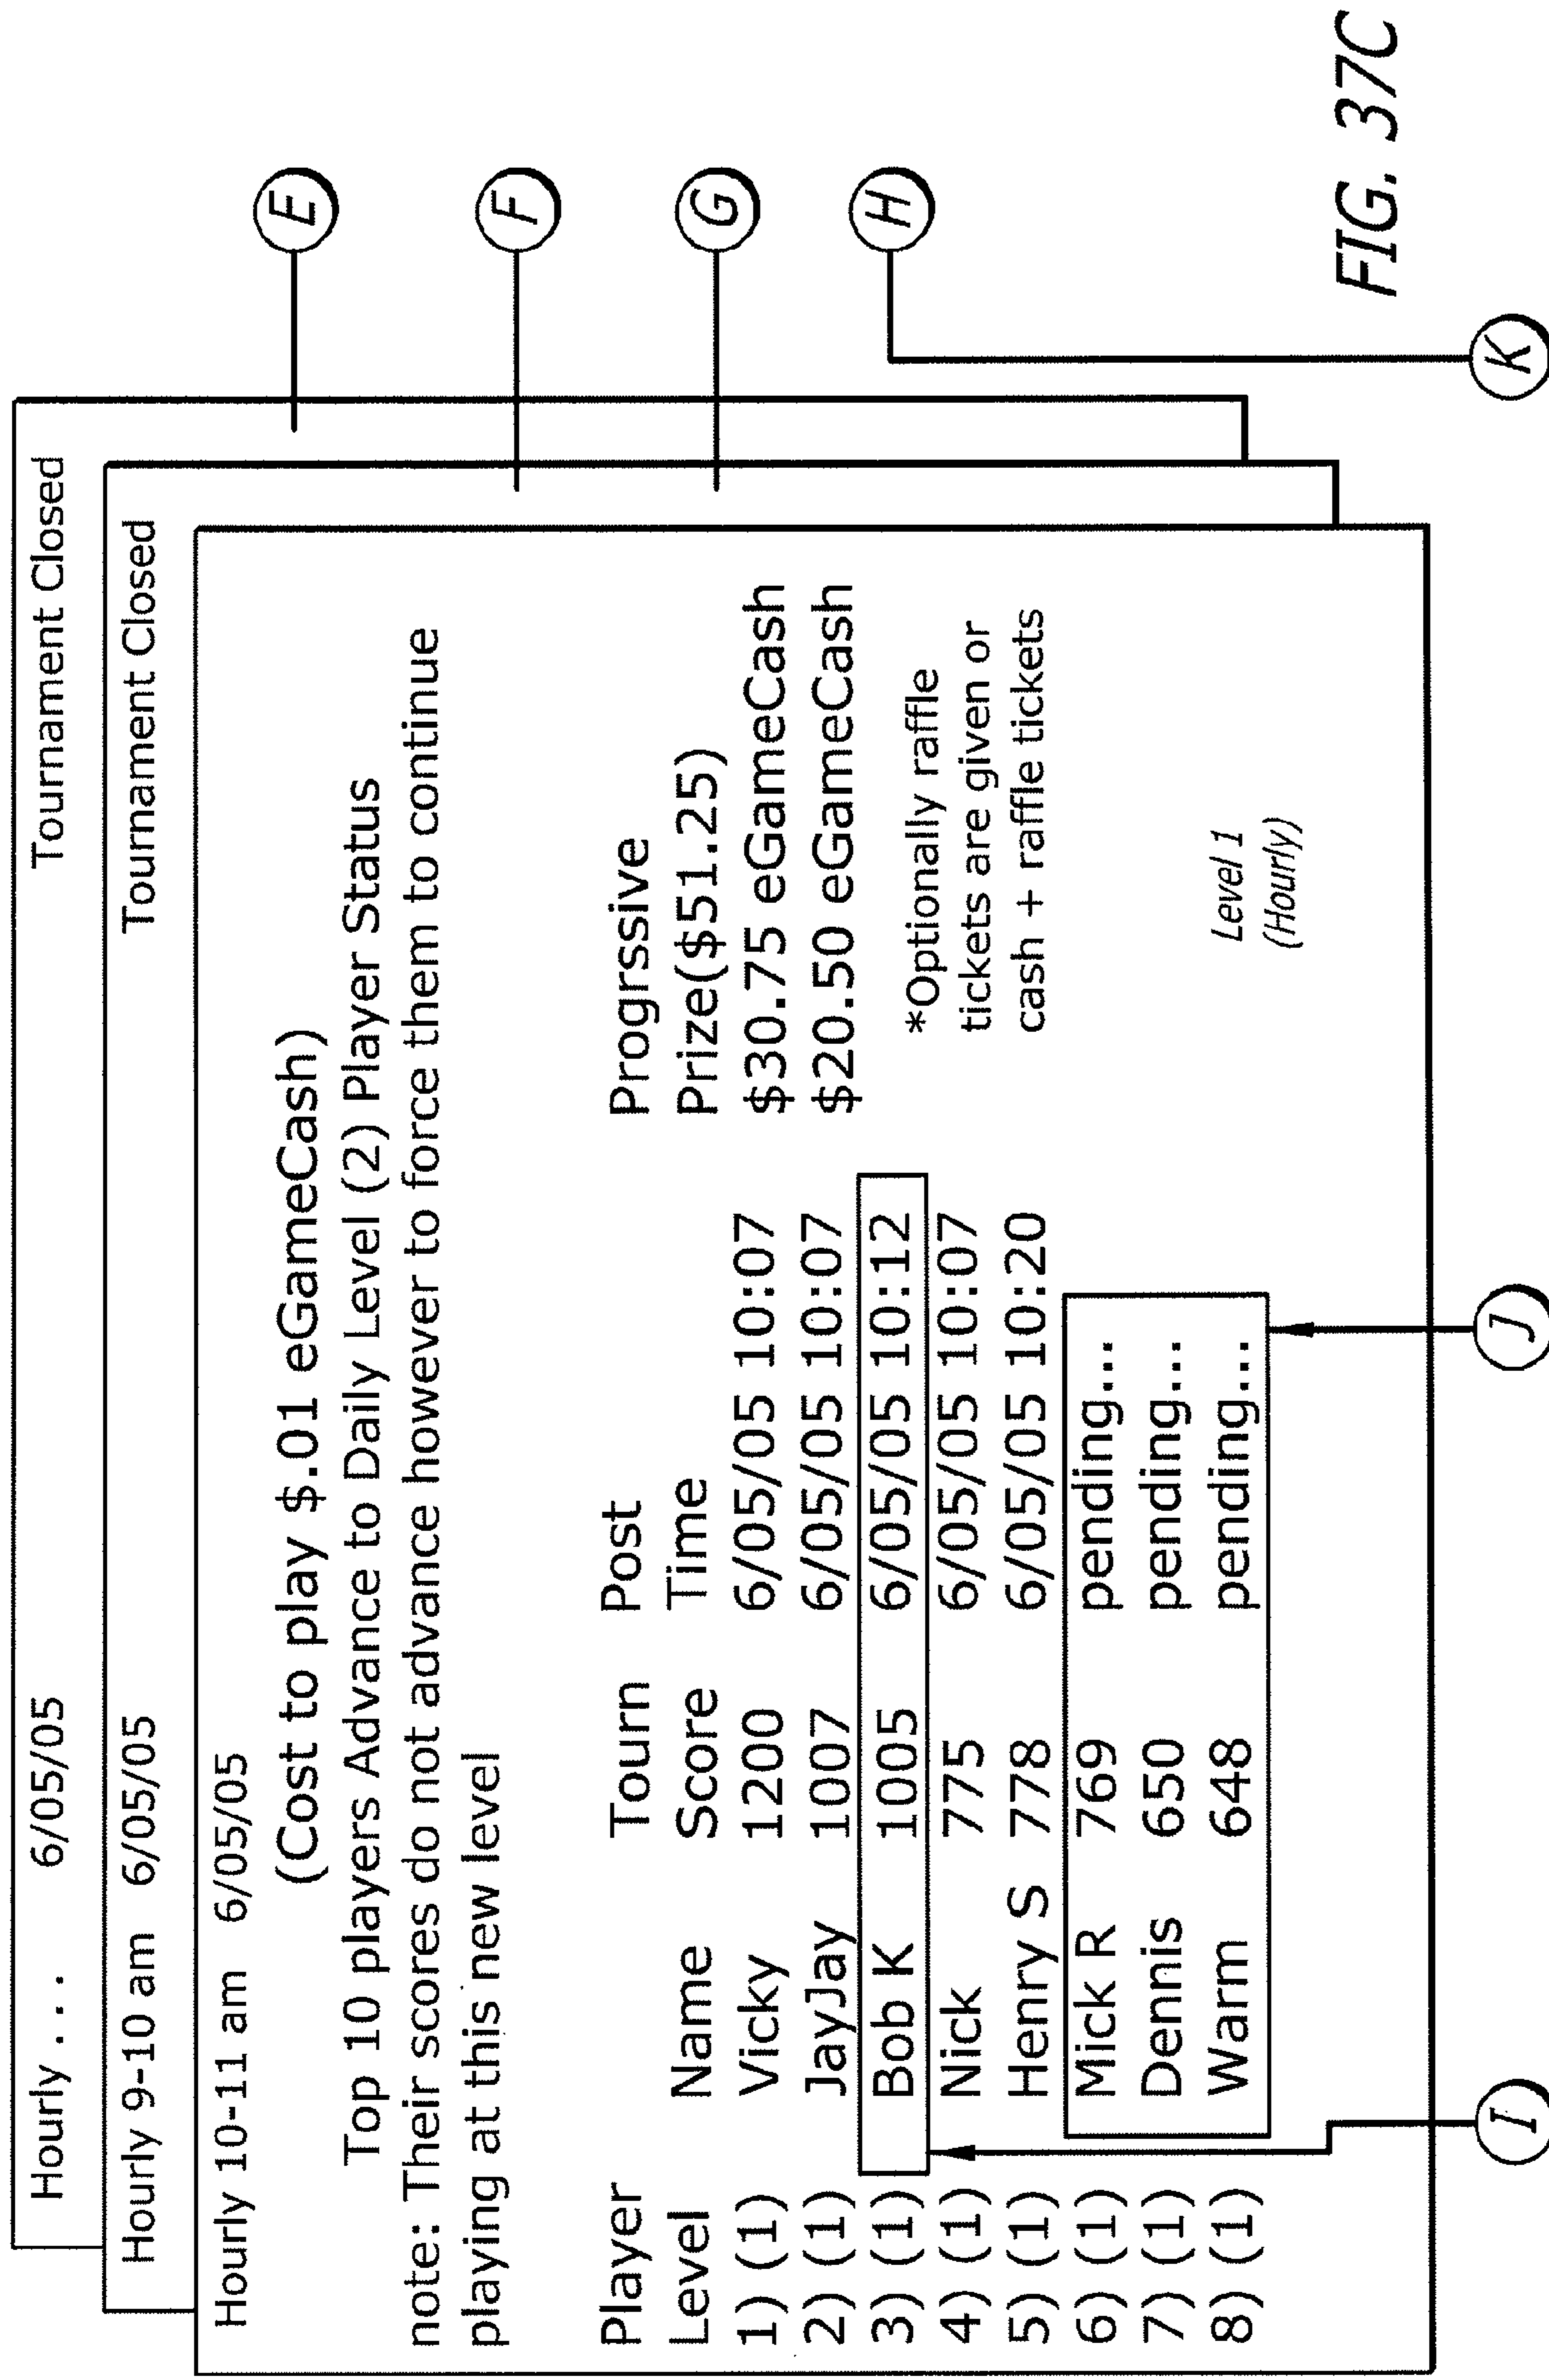 Hourly . . . 6/05/05 Tournament Closed
Hourly 9-10 am 6/05/05 Tournament Closed
Hourly 10-11 am 6/05/05
(Cost to play $.01 eGameCash)
Top 10 players Advance to Daily Level (2) Player Status
note: Their scores do not advance however to force them to continue
playing at this new level
Player Tourn Post Progrssive
Level Name Score Time Prize($51.25)
1) (1) Vicky 1200 6/05/05 10:07 $30.75 eGameCash
2) (1) JayJay 1007 6/05/05 10:07 $20.50 eGameCash
3) (1) Bob K 1005 6/05/05 10:12
4) (1) Nick 775 6/05/05 10:07
5) (1) Henry S 778 6/05/05 10:20
6) (1) Mick R 769 pending...
7) (1) Dennis 650 pending...
8) (1) Warm 648 pending...
*Optionally raffle
tickets are given or
cash + raffle tickets
Level 1
(Hourly)
E
F
G
H
I
J
K
FIG. 37C